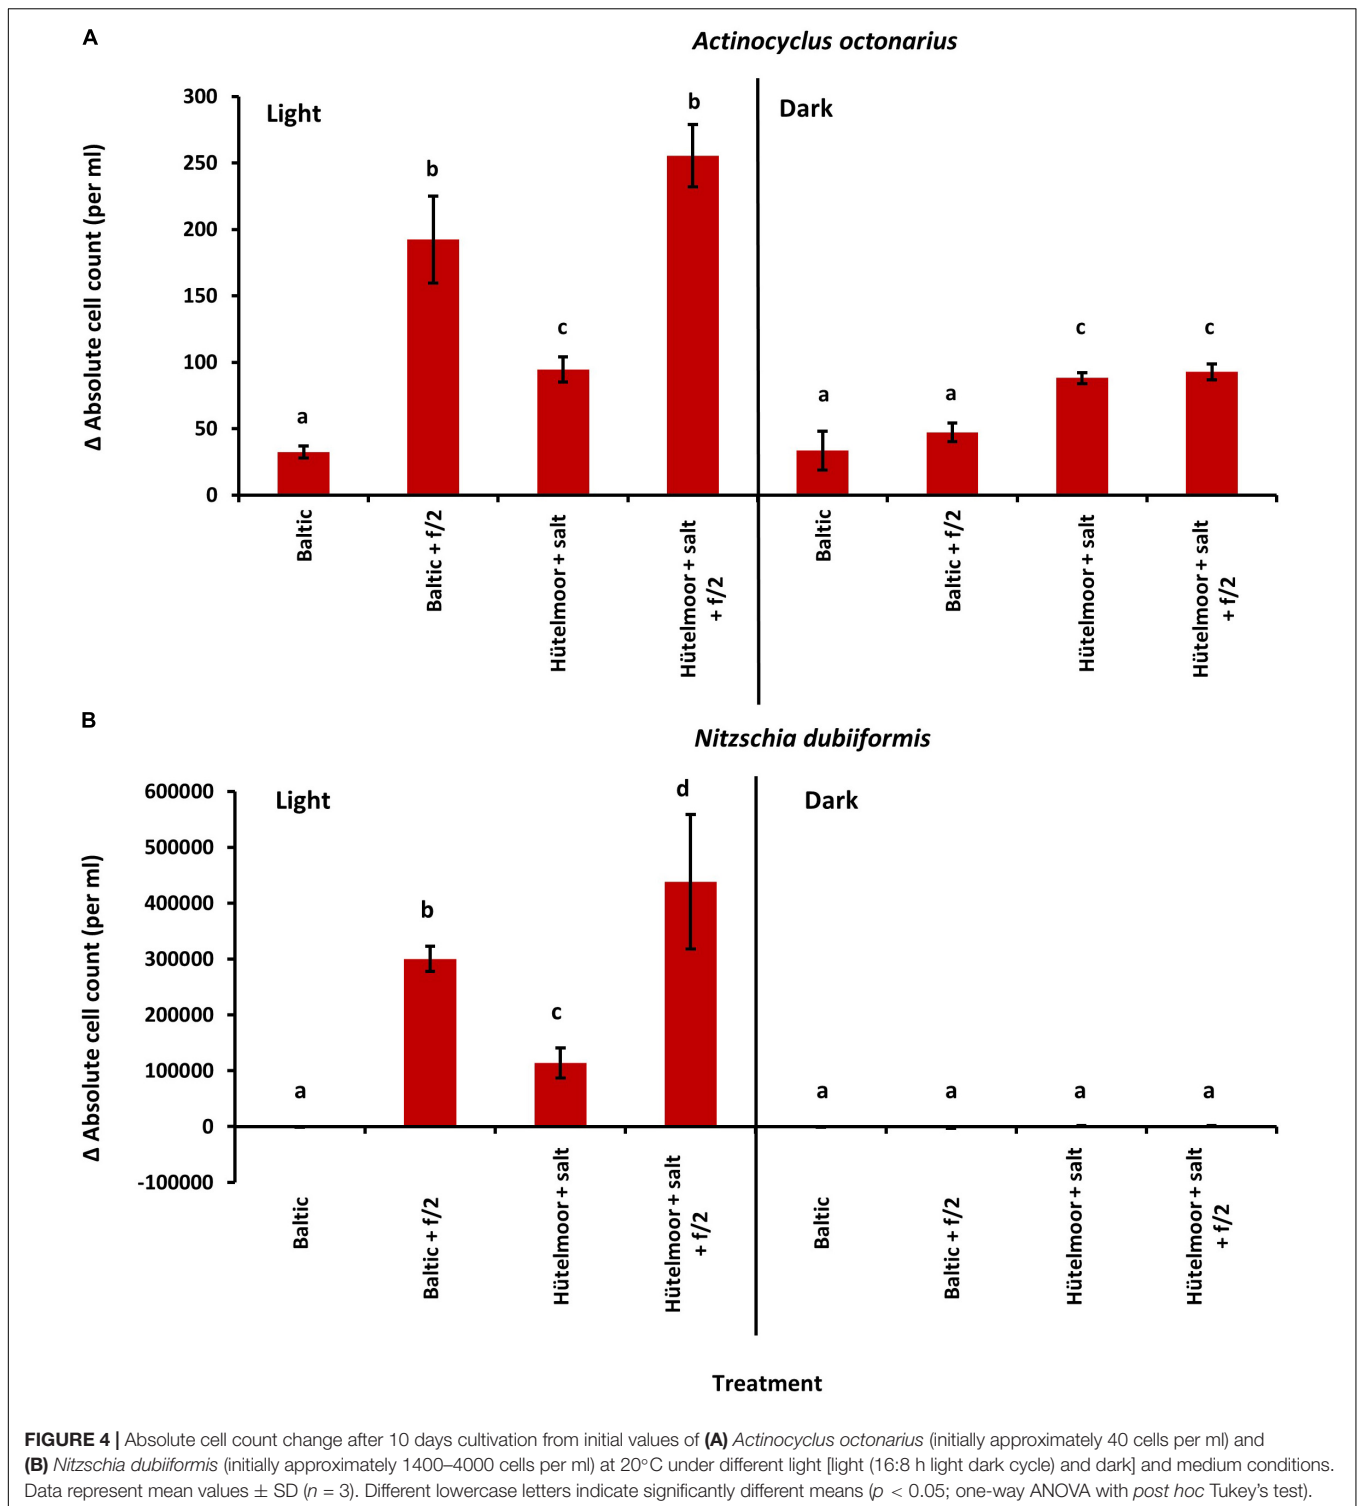 A
Actinocyclus octonarius
Light
Dark
Δ Absolute cell count (per ml)
300
250
200
150
100
50
0
a
b
c
b
a
a
c
c
Baltic
Baltic + f/2
Hütelmoor + salt
Hütelmoor + salt
+ f/2
Baltic
Baltic + f/2
Hütelmoor + salt
Hütelmoor + salt
+ f/2
B
Nitzschia dubiiformis
Light
Dark
Δ Absolute cell count (per ml)
600000
500000
400000
300000
200000
100000
0
-100000
a
b
c
d
a
a
a
a
Baltic
Baltic + f/2
Hütelmoor + salt
Hütelmoor + salt
+ f/2
Baltic
Baltic + f/2
Hütelmoor + salt
Hütelmoor + salt
+ f/2
Treatment
FIGURE 4 | Absolute cell count change after 10 days cultivation from initial values of (A) Actinocyclus octonarius (initially approximately 40 cells per ml) and
(B) Nitzschia dubiiformis (initially approximately 1400–4000 cells per ml) at 20°C under different light [light (16:8 h light dark cycle) and dark] and medium conditions.
Data represent mean values ± SD (n = 3). Different lowercase letters indicate significantly different means (p < 0.05; one-way ANOVA with post hoc Tukey's test).